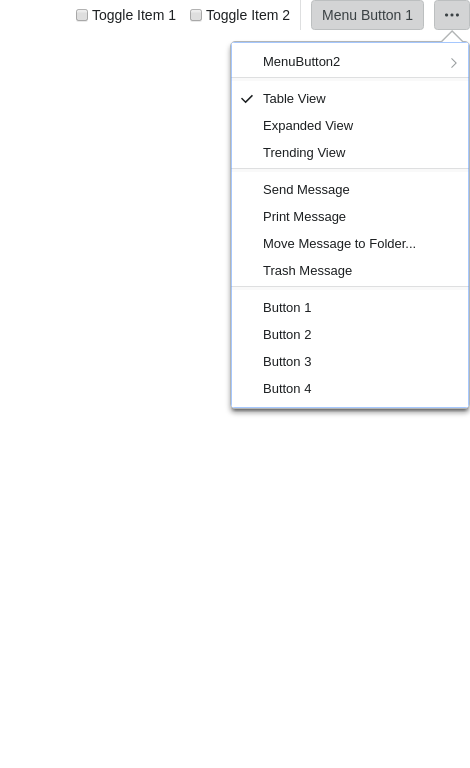 Toggle Item 1 Toggle Item 2 Menu Button 1 ...
MenuButton2
Table View
Expanded View
Trending View
Send Message
Print Message
Move Message to Folder...
Trash Message
Button 1
Button 2
Button 3
Button 4